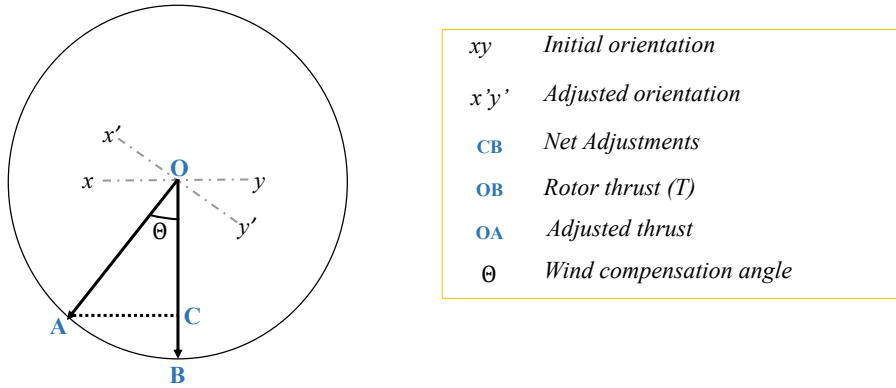 x'
O
x
y
y'
Θ
A
C
B
xy Initial orientation
x'y' Adjusted orientation
CB Net Adjustments
OB Rotor thrust (T)
OA Adjusted thrust
Θ Wind compensation angle